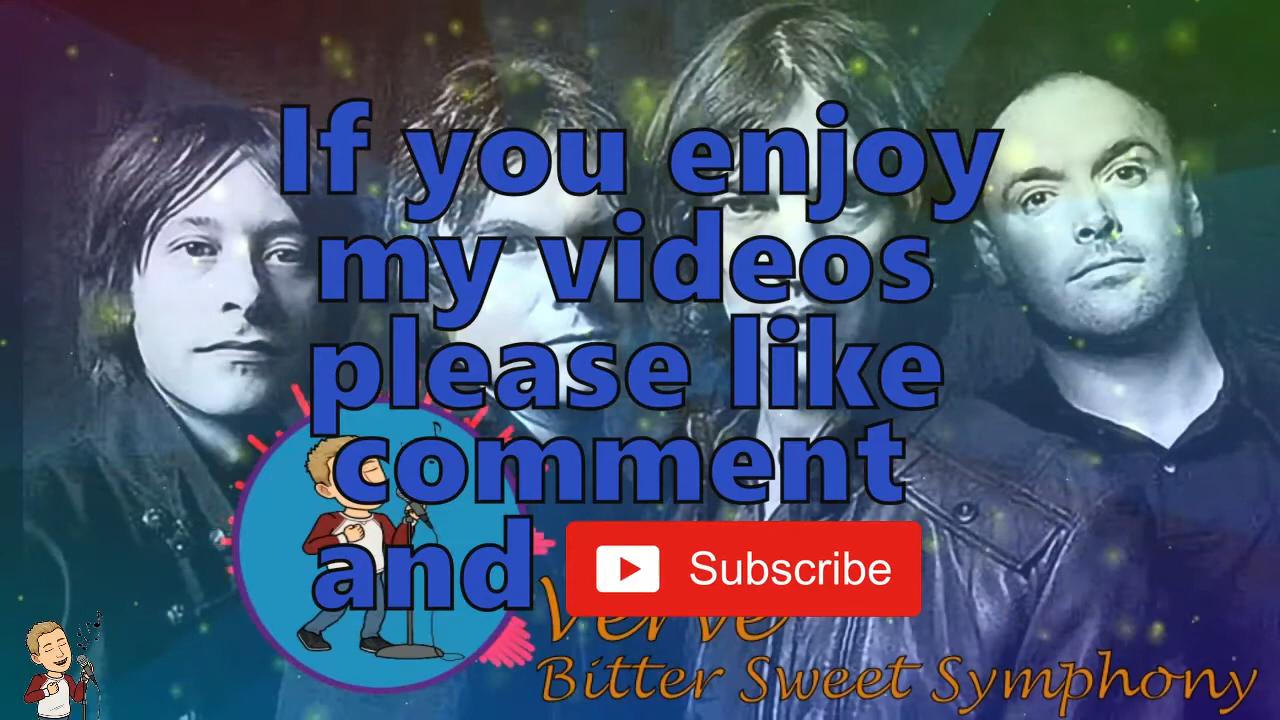 If you enjoy
my videos
please like
comment
and Subscribe
Verve
Bitter Sweet Symphony